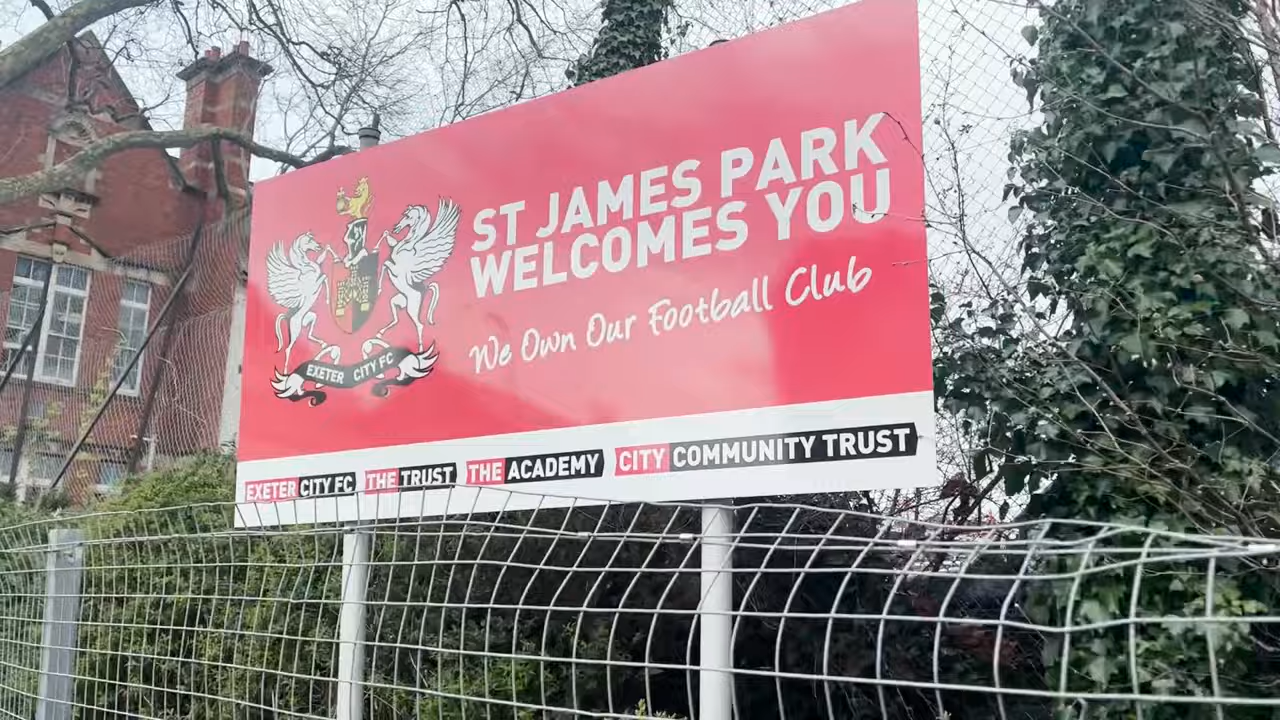 ST JAMES PARK
WELCOMES YOU
We Own Our Football Club
EXETER CITY FC
EXETER CITY FC THE TRUST THE ACADEMY CITY COMMUNITY TRUST